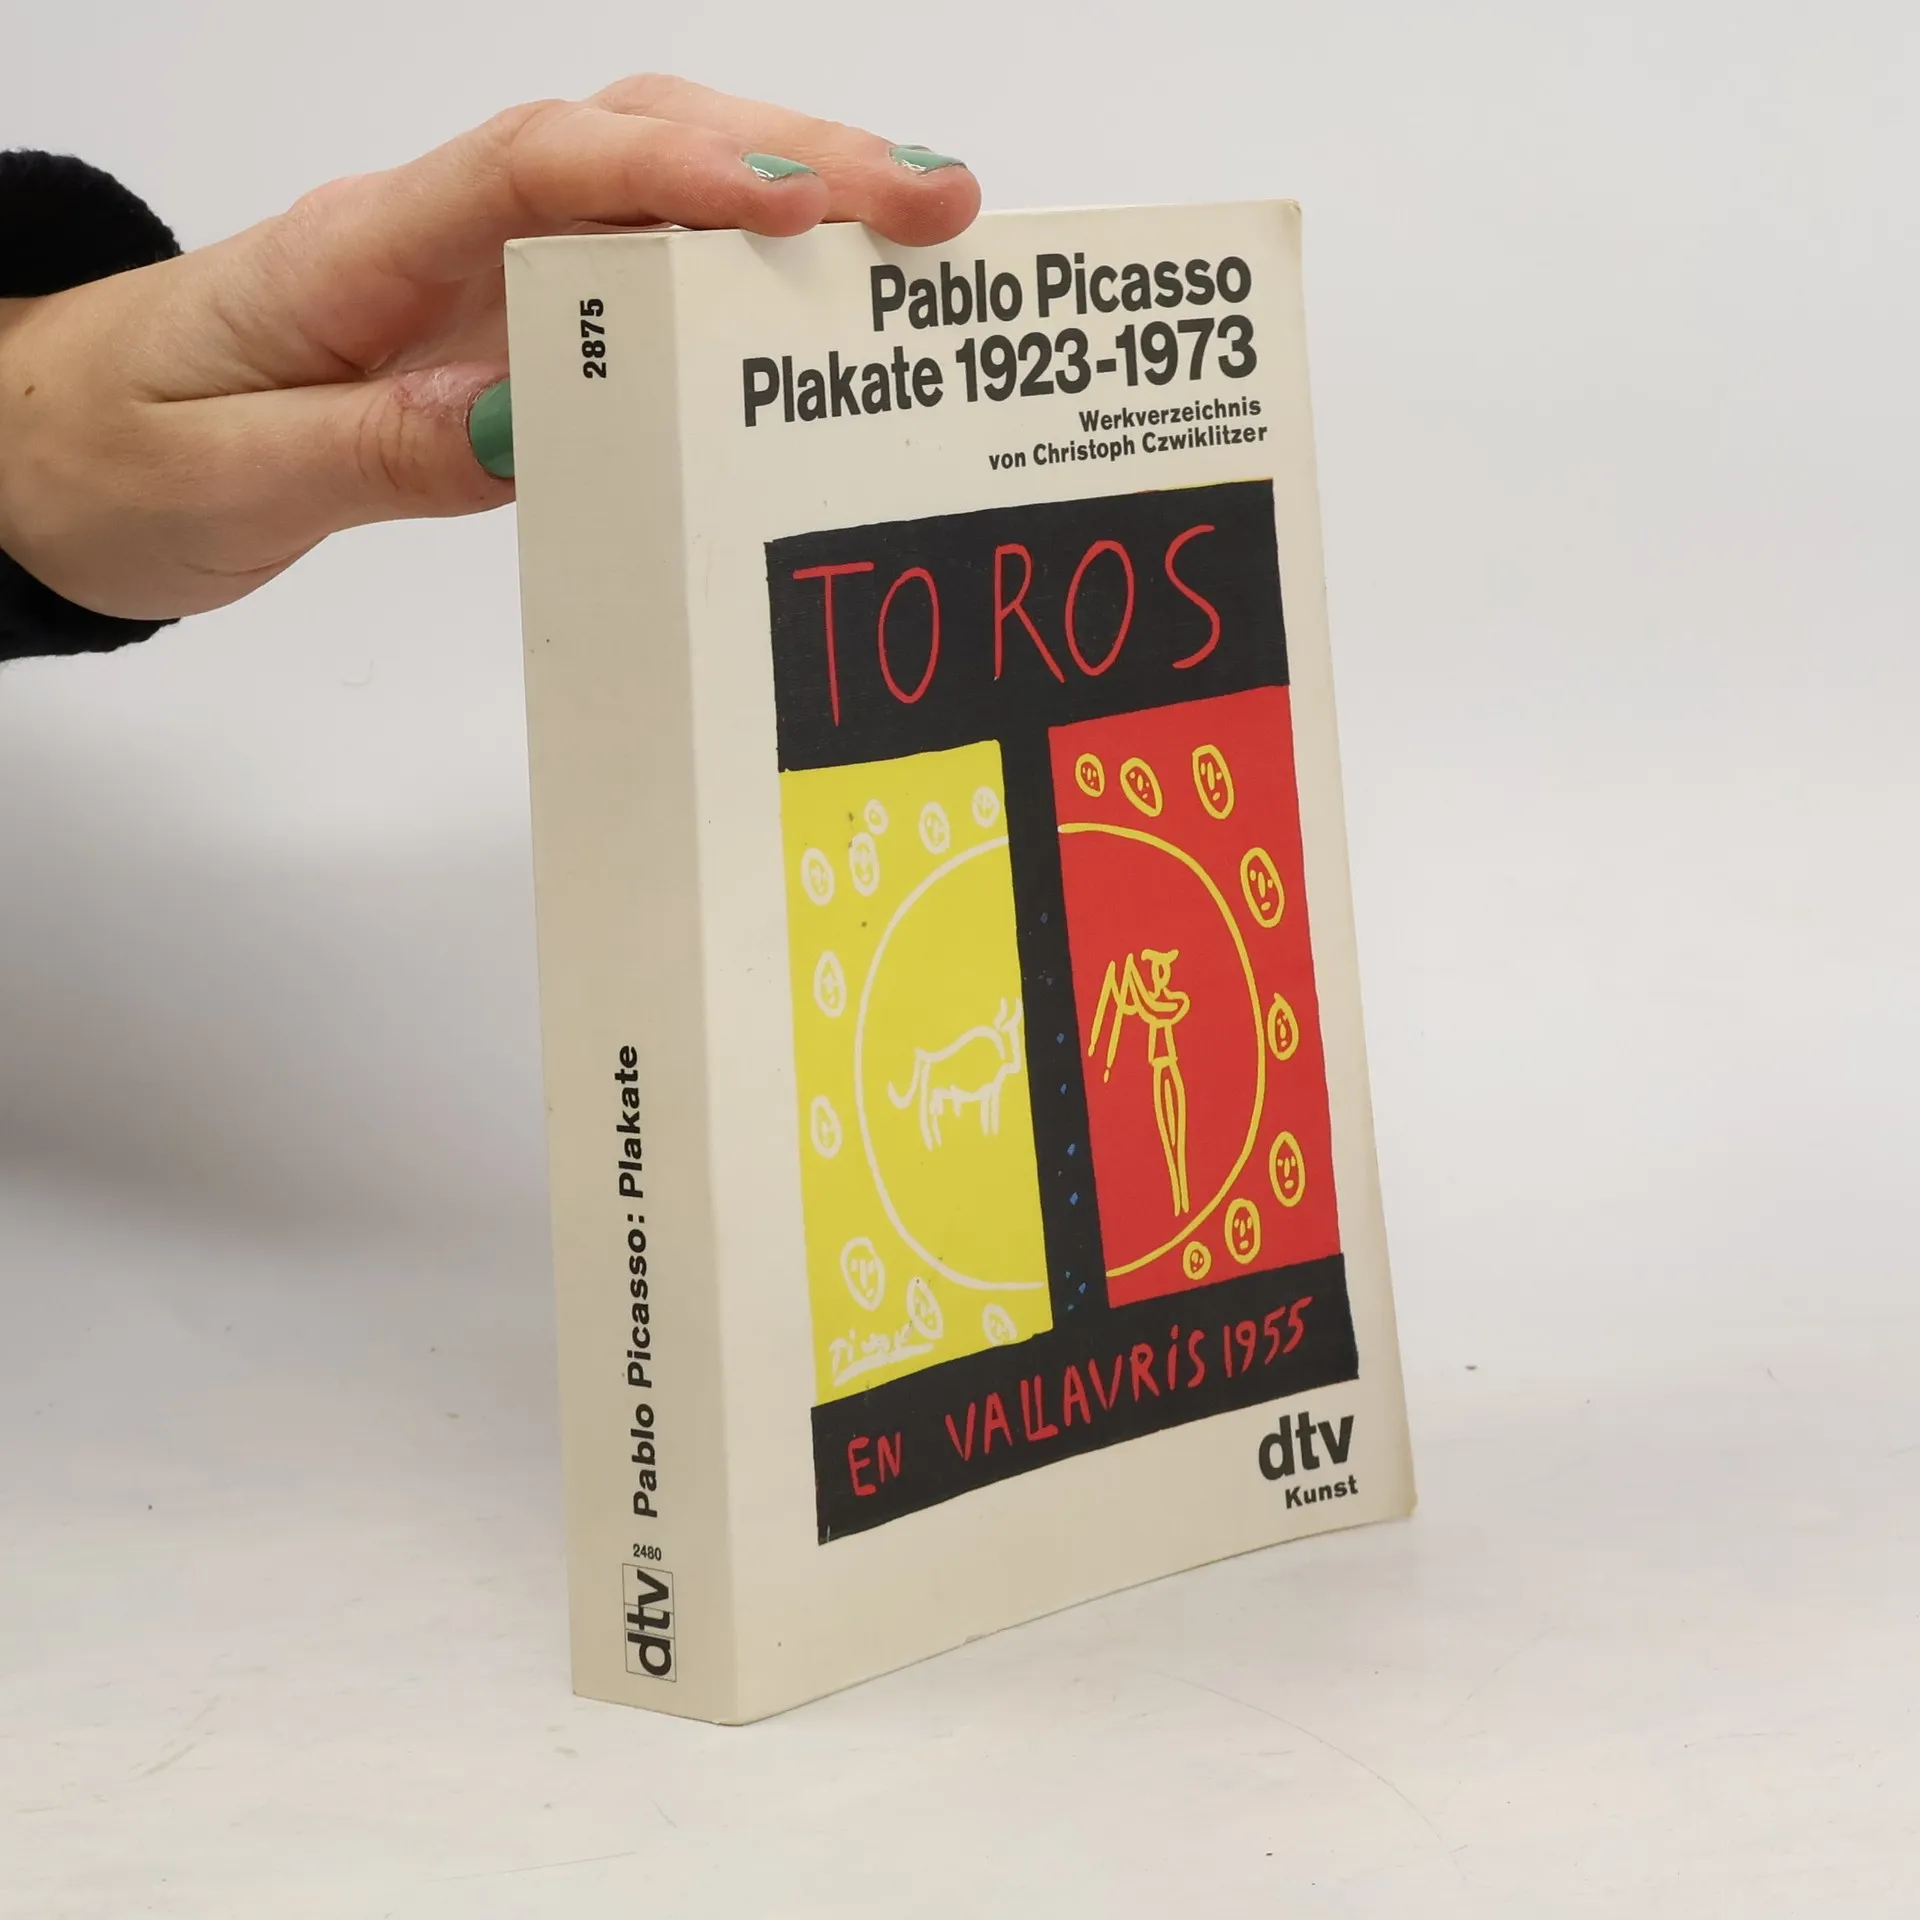 Pablo Picasso
Plakate 1923-1973
Werkverzeichnis
von Christoph Czwiklitzer
TOROS
EN VALLAURiS 1955
dtv
Kunst
2875
Pablo Picasso: Plakate
2480
dtv